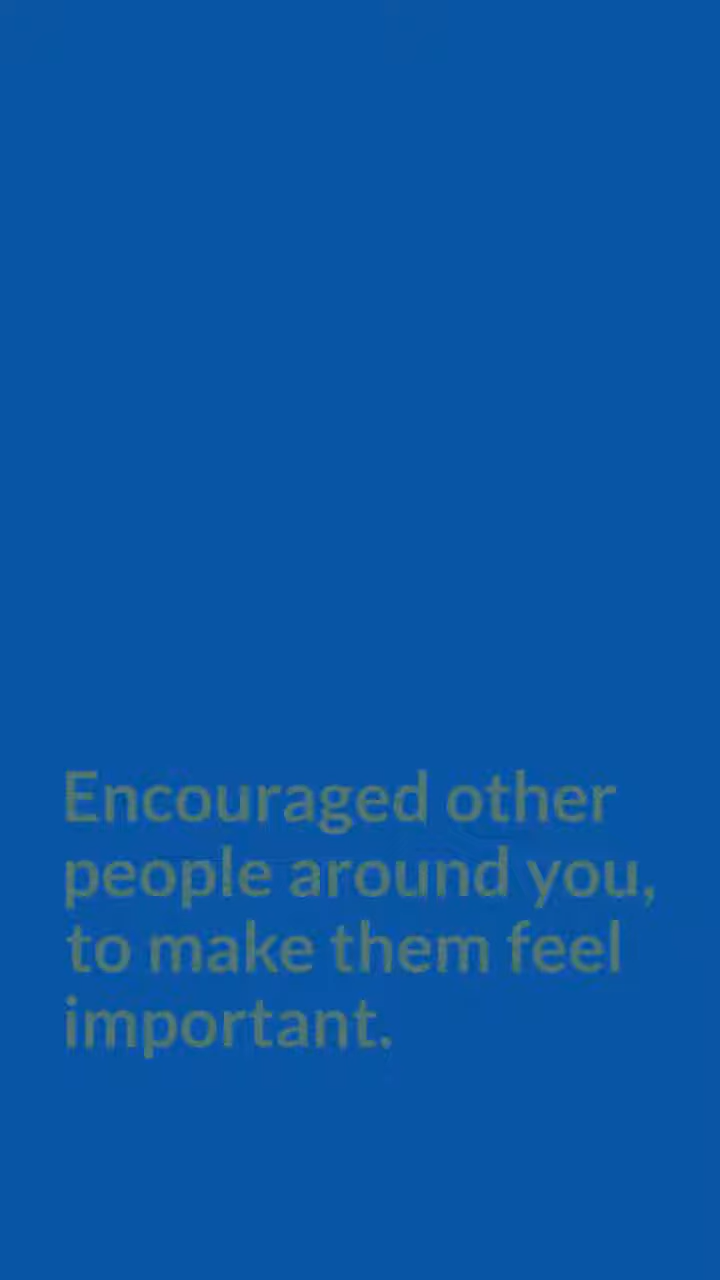 Encouraged other
people around you,
to make them feel
important.